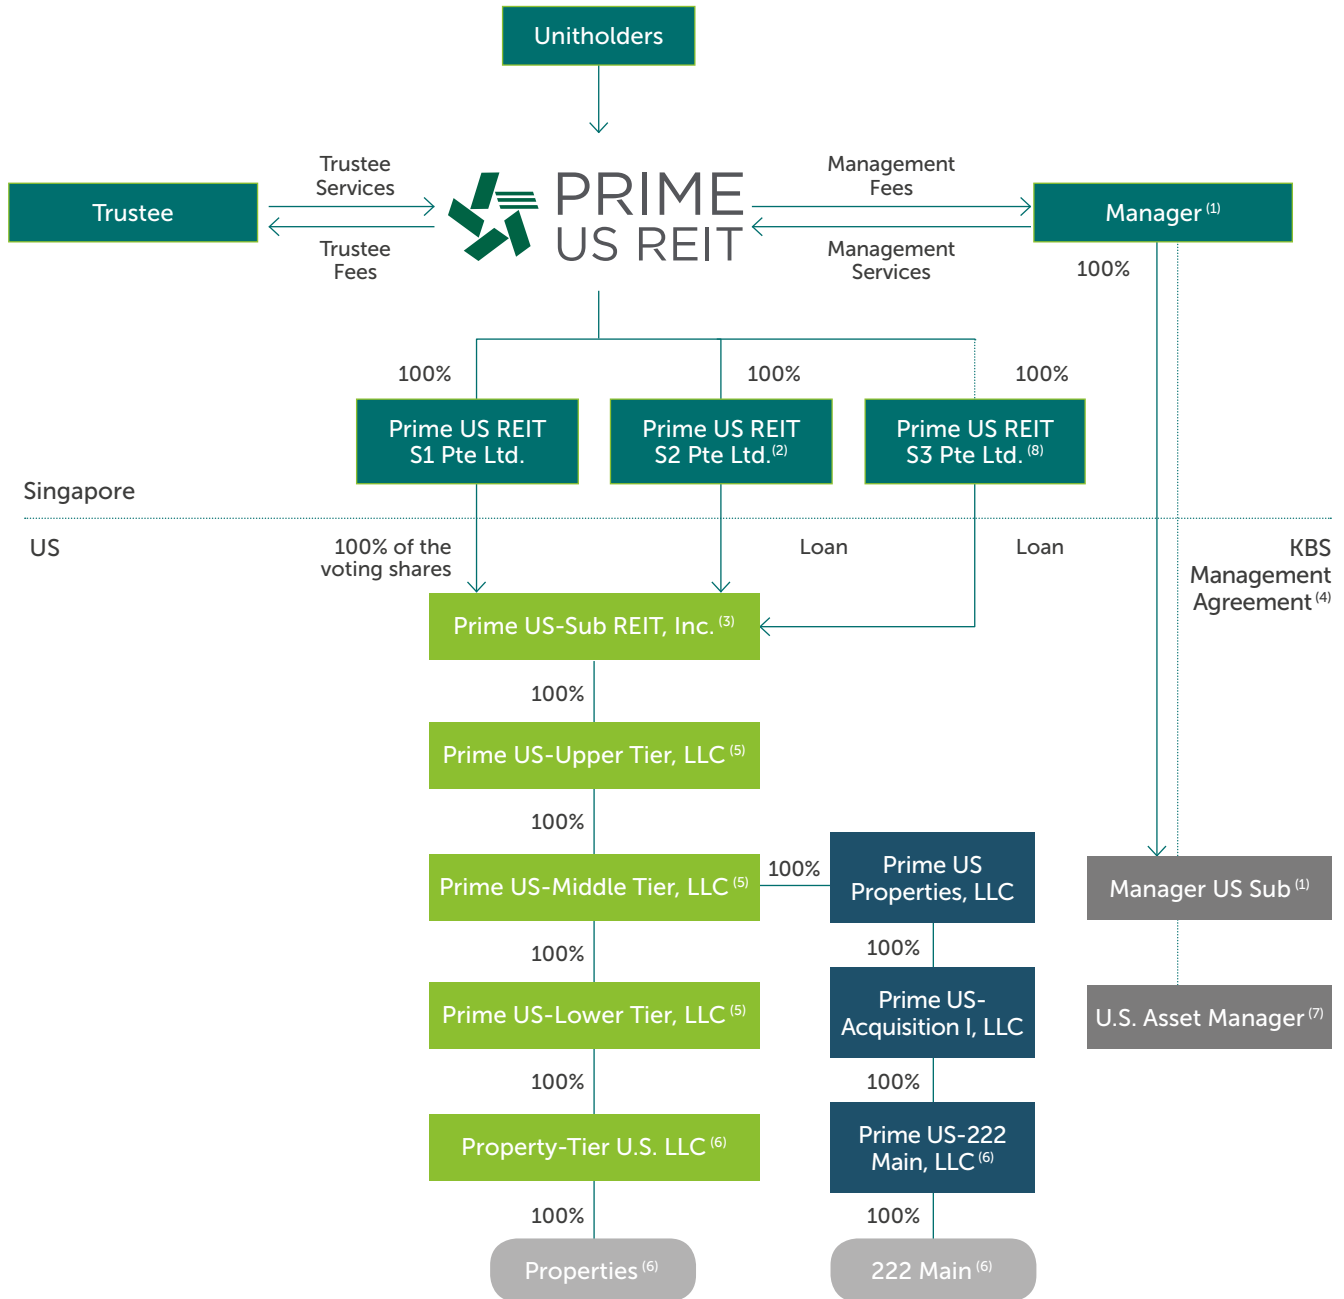 Unitholders
Trustee
Services
Management
Fees
Trustee
PRIME
US REIT
Manager (1)
Trustee
Fees
Management
Services
100%
100%
100%
100%
Prime US REIT
S1 Pte Ltd.
Prime US REIT
S2 Pte Ltd.(2)
Prime US REIT
S3 Pte Ltd.(8)
Singapore
US
100% of the
voting shares
Loan
Loan
KBS
Management
Agreement (4)
Prime US-Sub REIT, Inc. (3)
100%
Prime US-Upper Tier, LLC (5)
100%
Prime US-Middle Tier, LLC (5)
100%
Prime US
Properties, LLC
Manager US Sub (1)
100%
100%
Prime US-Lower Tier, LLC (5)
Prime US-
Acquisition I, LLC
U.S. Asset Manager (7)
100%
100%
Property-Tier U.S. LLC (6)
Prime US-222
Main, LLC (6)
100%
100%
Properties (6)
222 Main (6)